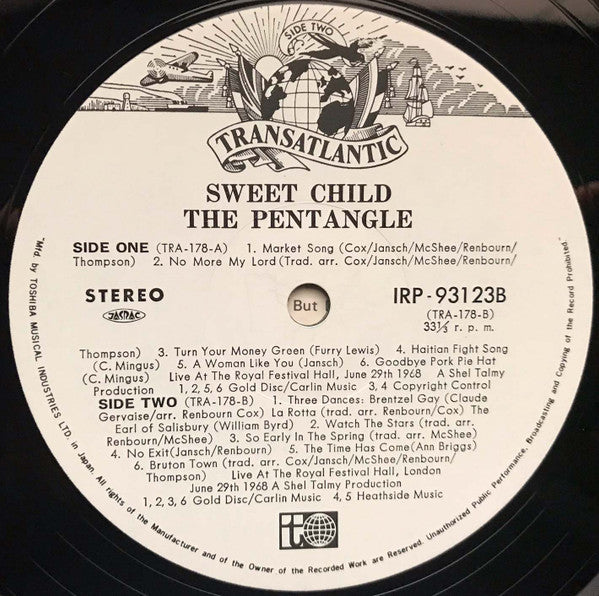 SIDE TWO
TRANSATLANTIC
SWEET CHILD
THE PENTANGLE
SIDE ONE (TRA-178-A) 1. Market Song (Cox/Jansch/McShee/Renbourn/
Thompson) 2. No More My Lord (Trad. arr. Cox/Jansch/McShee/Renbourn/
STEREO
JASRAC
But
IRP-93123B
(TRA-178-B)
33⅓ r. p. m.
Thompson) 3. Turn Your Money Green (Furry Lewis) 4. Haitian Fight Song
(C. Mingus) 5. A Woman Like You (Jansch) 6. Goodbye Pork Pie Hat
(C. Mingus) Live At The Royal Festival Hall, June 29th 1968 A Shel Talmy
Production 1, 2, 5, 6 Gold Disc/Carlin Music 3, 4 Copyright Control
SIDE TWO (TRA-178-B) 1. Three Dances: Brentzel Gay (Claude
Gervaise/arr. Renbourn Cox) La Rotta (trad. arr. Renbourn/Cox) The
Earl of Salisbury (William Byrd) 2. Watch The Stars (trad. arr.
Renbourn/McShee) 3. So Early In The Spring (trad. arr. McShee)
4. No Exit(Jansch/Renbourn) 5. The Time Has Come(Ann Briggs)
6. Bruton Town (trad. arr. Cox/Jansch/McShee/Renbourn/
Thompson) Live At The Royal Festival Hall, London
June 29th 1968 A Shel Talmy Production
1, 2, 3, 6 Gold Disc/Carlin Music 4, 5 Heathside Music
"Mfd. by TOSHIBA MUSICAL INDUSTRIES LTD. in Japan. All rights of the Manufacturer and of the Owner of the Recorded Work are Reserved. Unauthorized Public Performance, Broadcasting and Copying of the Record Prohibited."